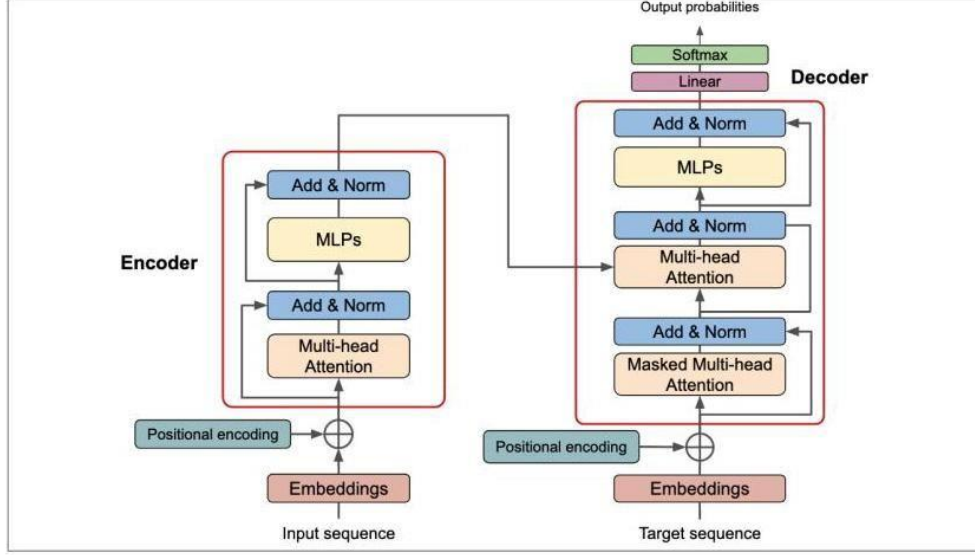 Output probabilities
Softmax
Linear
Decoder
Add & Norm
MLPs
Add & Norm
Multi-head
Attention
Add & Norm
Masked Multi-head
Attention
Positional encoding
Embeddings
Target sequence
Encoder
Add & Norm
MLPs
Add & Norm
Multi-head
Attention
Positional encoding
Embeddings
Input sequence